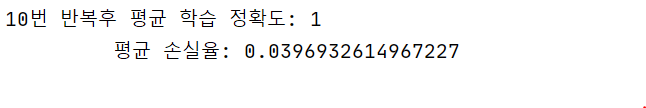 10번 반복후 평균 학습 정확도: 1
평균 손실율: 0.0396932614967227